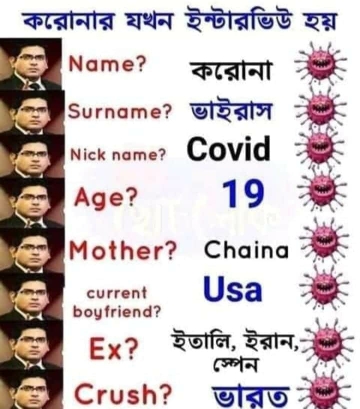 করোনার যখন ইন্টারভিউ হয়
Name? করোনা
Surname? ভাইরাস
Nick name? Covid
Age? 19
Mother? Chaina
current boyfriend? Usa
Ex? ইতালি, ইরান, স্পেন
Crush? ভারত